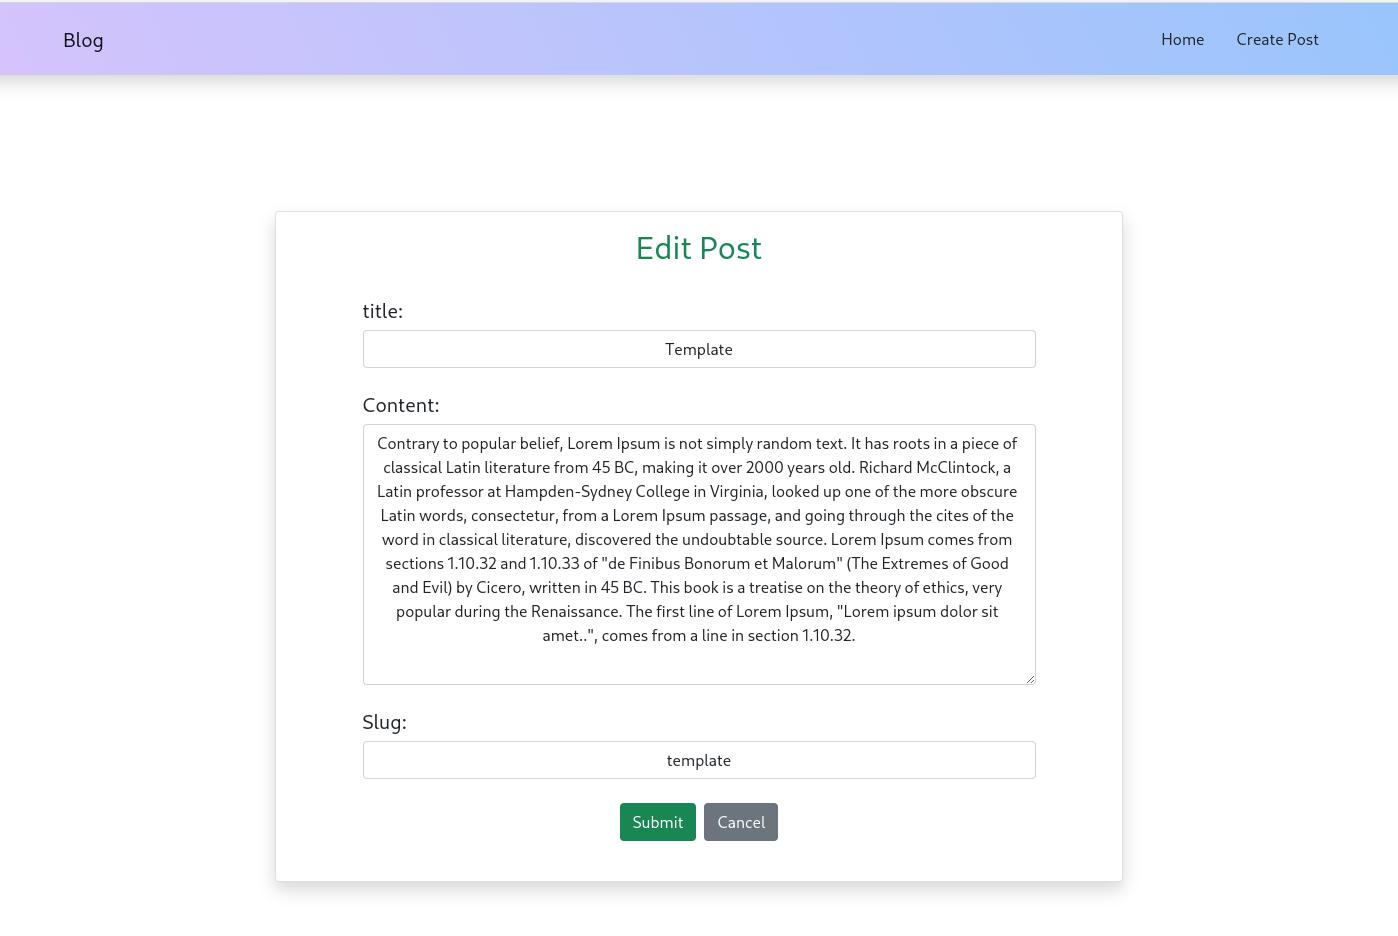 Blog
Home
Create Post
Edit Post
title:
Template
Content:
Contrary to popular belief, Lorem Ipsum is not simply random text. It has roots in a piece of
classical Latin literature from 45 BC, making it over 2000 years old. Richard McClintock, a
Latin professor at Hampden-Sydney College in Virginia, looked up one of the more obscure
Latin words, consectetur, from a Lorem Ipsum passage, and going through the cites of the
word in classical literature, discovered the undoubtable source. Lorem Ipsum comes from
sections 1.10.32 and 1.10.33 of "de Finibus Bonorum et Malorum" (The Extremes of Good
and Evil) by Cicero, written in 45 BC. This book is a treatise on the theory of ethics, very
popular during the Renaissance. The first line of Lorem Ipsum, "Lorem ipsum dolor sit
amet..", comes from a line in section 1.10.32.
Slug:
template
Submit
Cancel